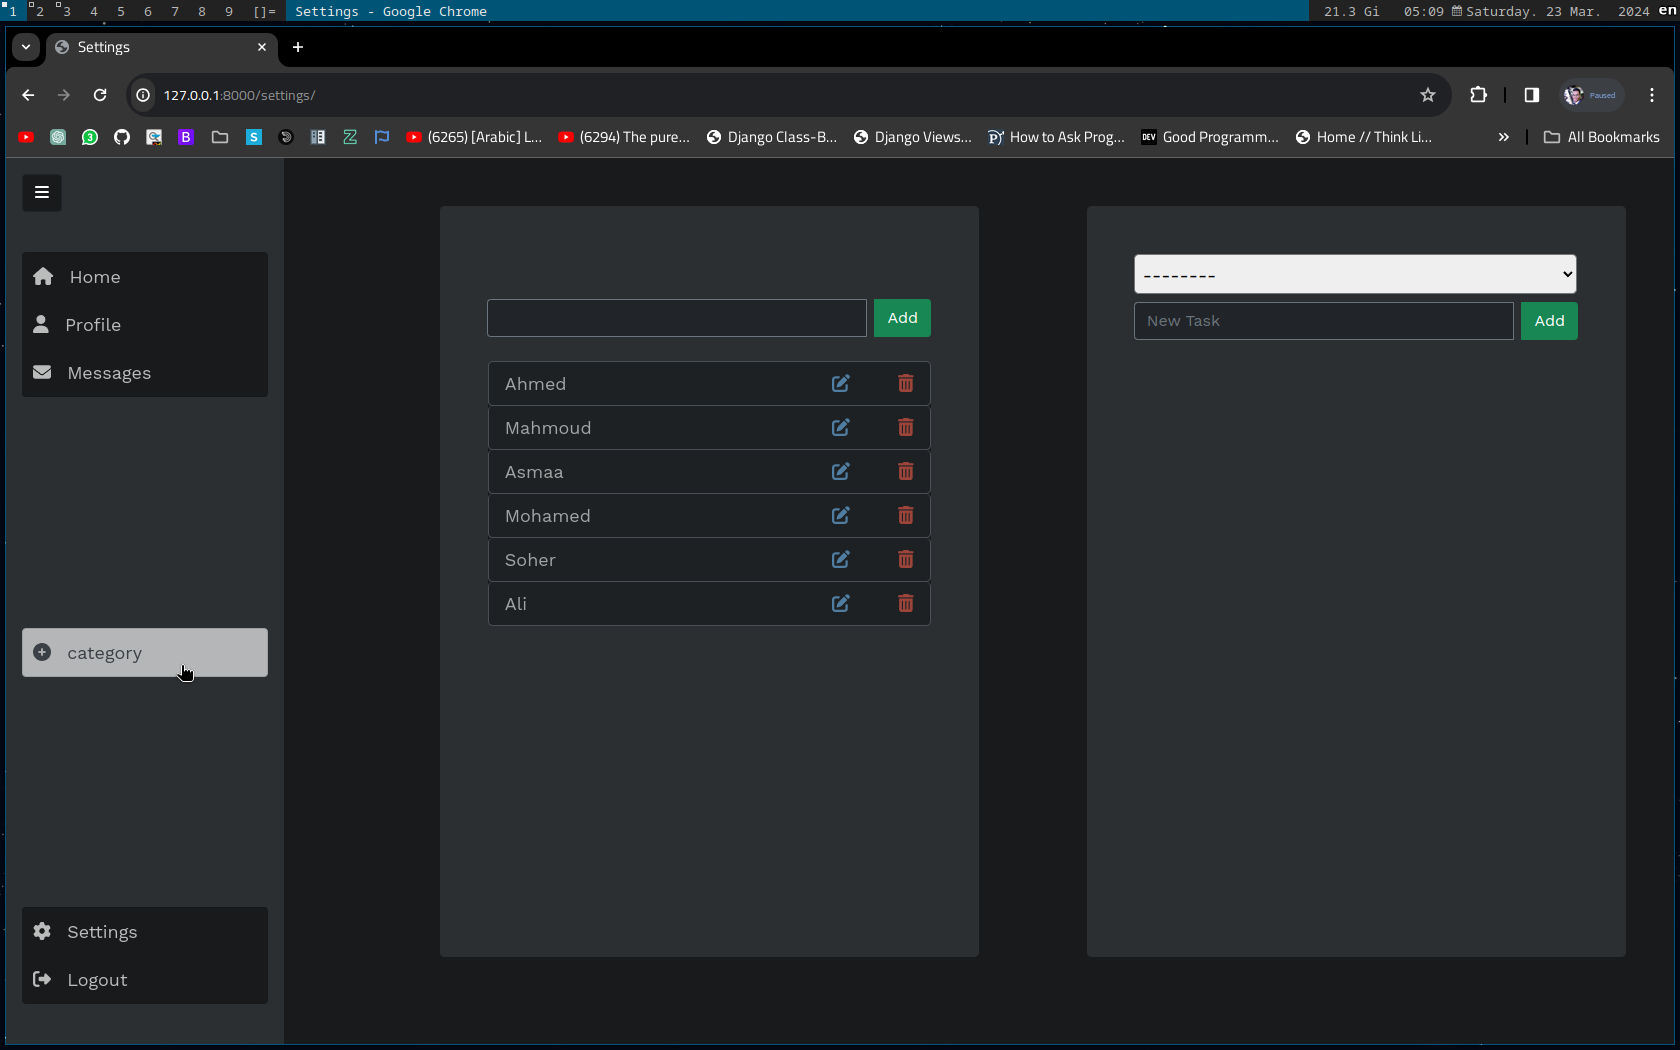 1 2 3 4 5 6 7 8 9 []= Settings - Google Chrome 21.3 Gi 05:09 Saturday. 23 Mar. 2024 en
Settings
127.0.0.1:8000/settings/ Paused
3 B S (6265) [Arabic] L... (6294) The pure... Django Class-B... Django Views... How to Ask Prog... DEV Good Programm... Home // Think Li... » All Bookmarks
Home
Profile
Messages
category
Settings
Logout
Add
Ahmed
Mahmoud
Asmaa
Mohamed
Soher
Ali
--------
New Task Add